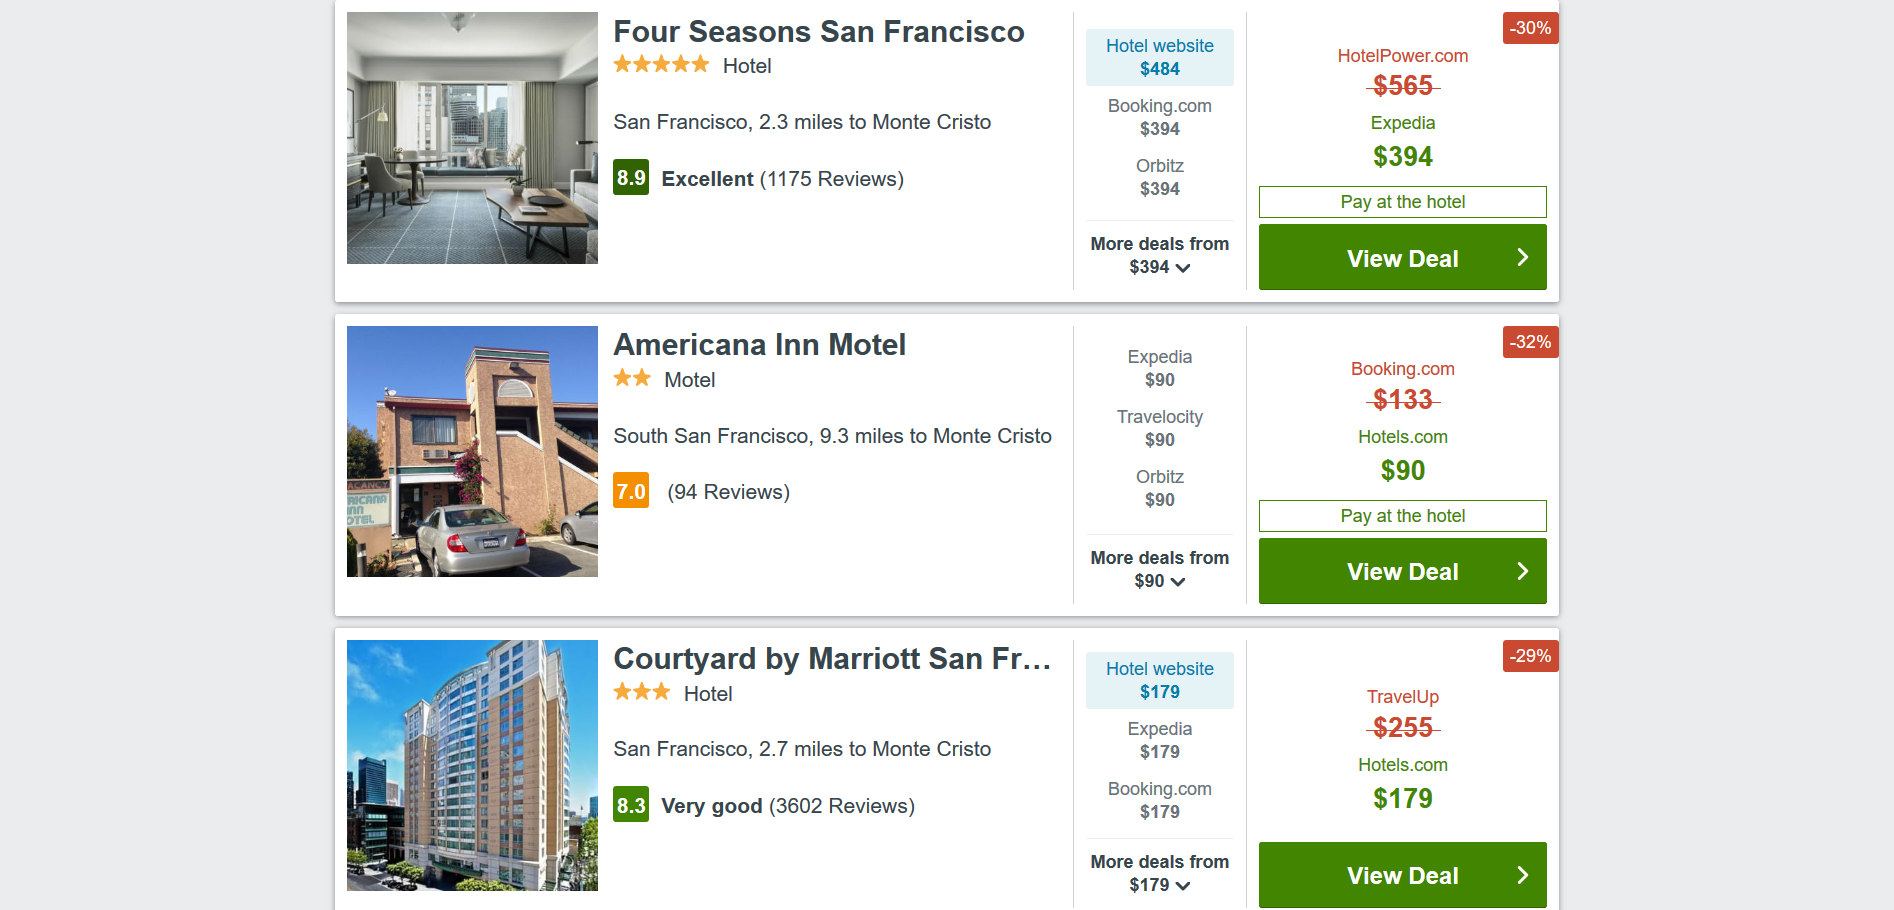 Four Seasons San Francisco
Hotel
San Francisco, 2.3 miles to Monte Cristo
8.9 Excellent (1175 Reviews)
Hotel website
$484
Booking.com
$394
Orbitz
$394
More deals from
$394
-30%
HotelPower.com
$565
Expedia
$394
Pay at the hotel
View Deal
Americana Inn Motel
Motel
South San Francisco, 9.3 miles to Monte Cristo
7.0 (94 Reviews)
Expedia
$90
Travelocity
$90
Orbitz
$90
More deals from
$90
-32%
Booking.com
$133
Hotels.com
$90
Pay at the hotel
View Deal
Courtyard by Marriott San Fr...
Hotel
San Francisco, 2.7 miles to Monte Cristo
8.3 Very good (3602 Reviews)
Hotel website
$179
Expedia
$179
Booking.com
$179
More deals from
$179
-29%
TravelUp
$255
Hotels.com
$179
View Deal